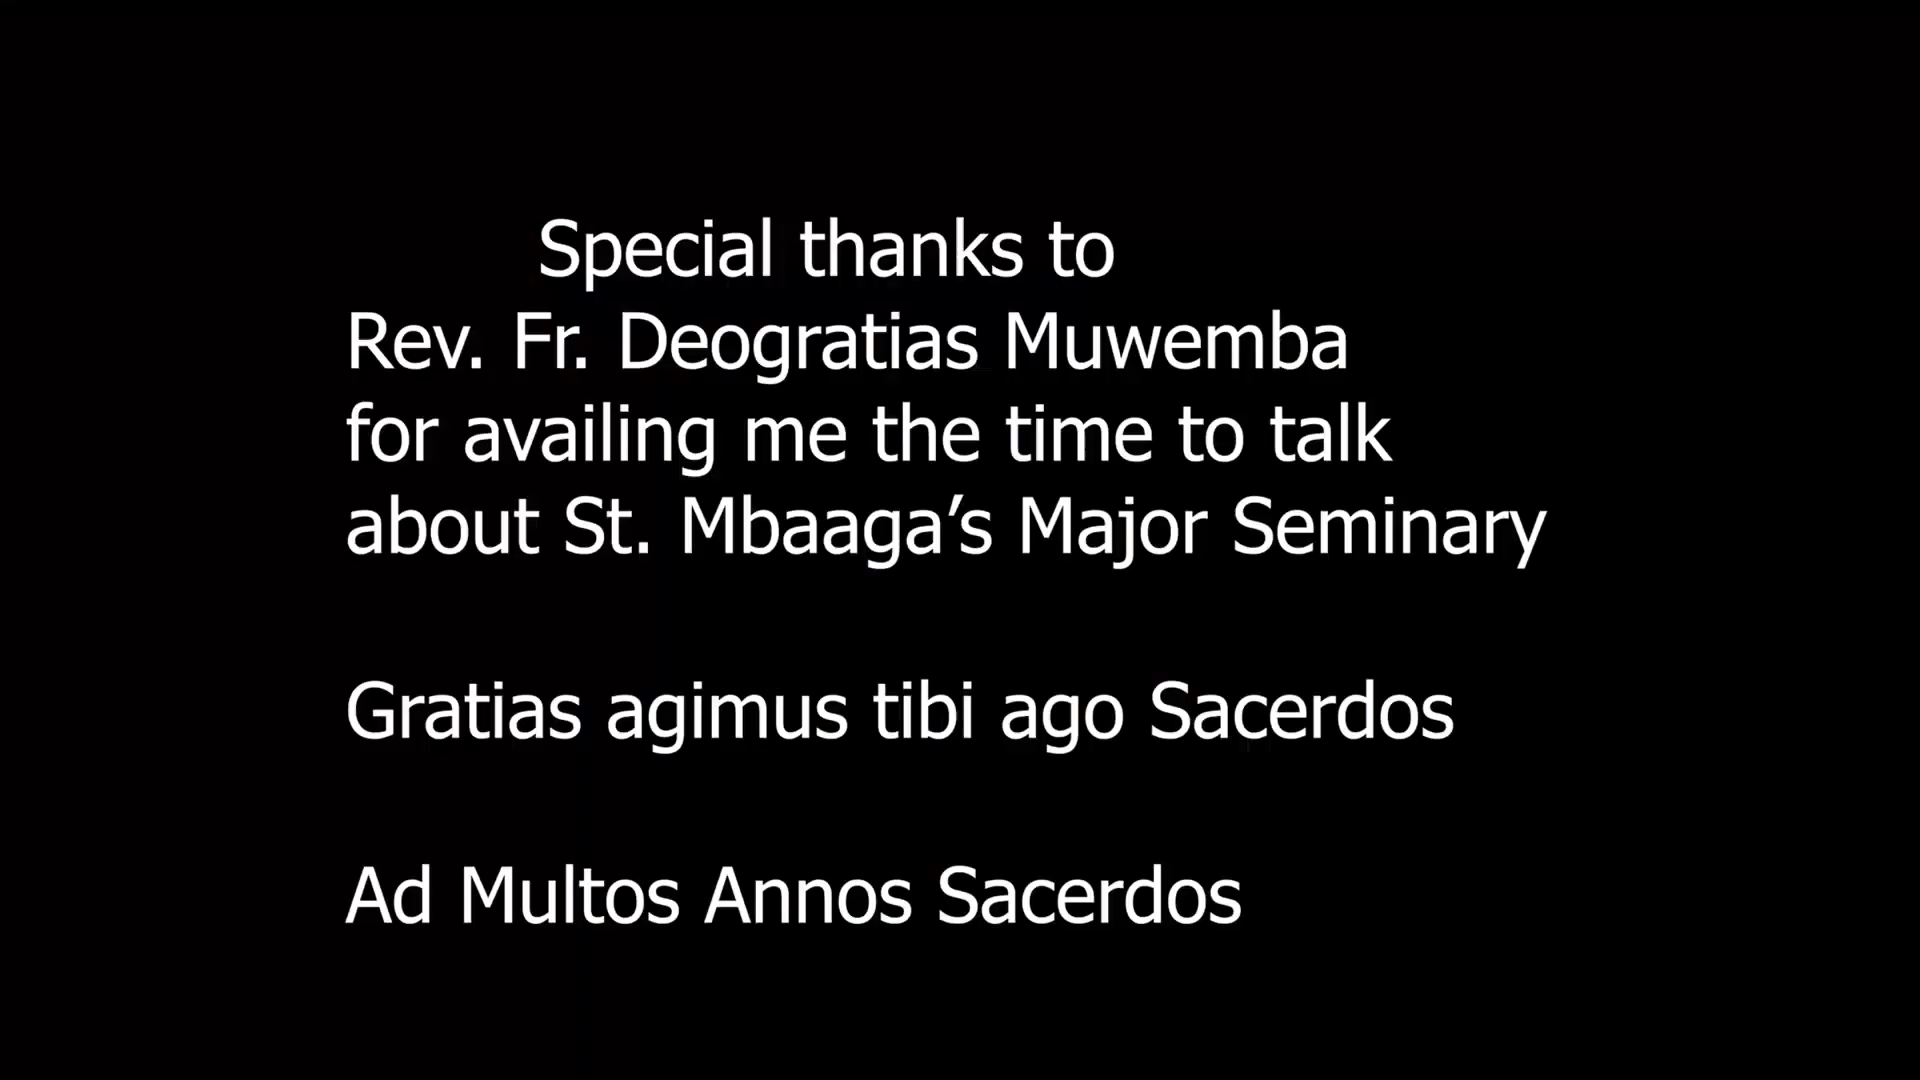 Special thanks to
Rev. Fr. Deogratias Muwemba
for availing me the time to talk
about St. Mbaaga’s Major Seminary
Gratias agimus tibi ago Sacerdos
Ad Multos Annos Sacerdos